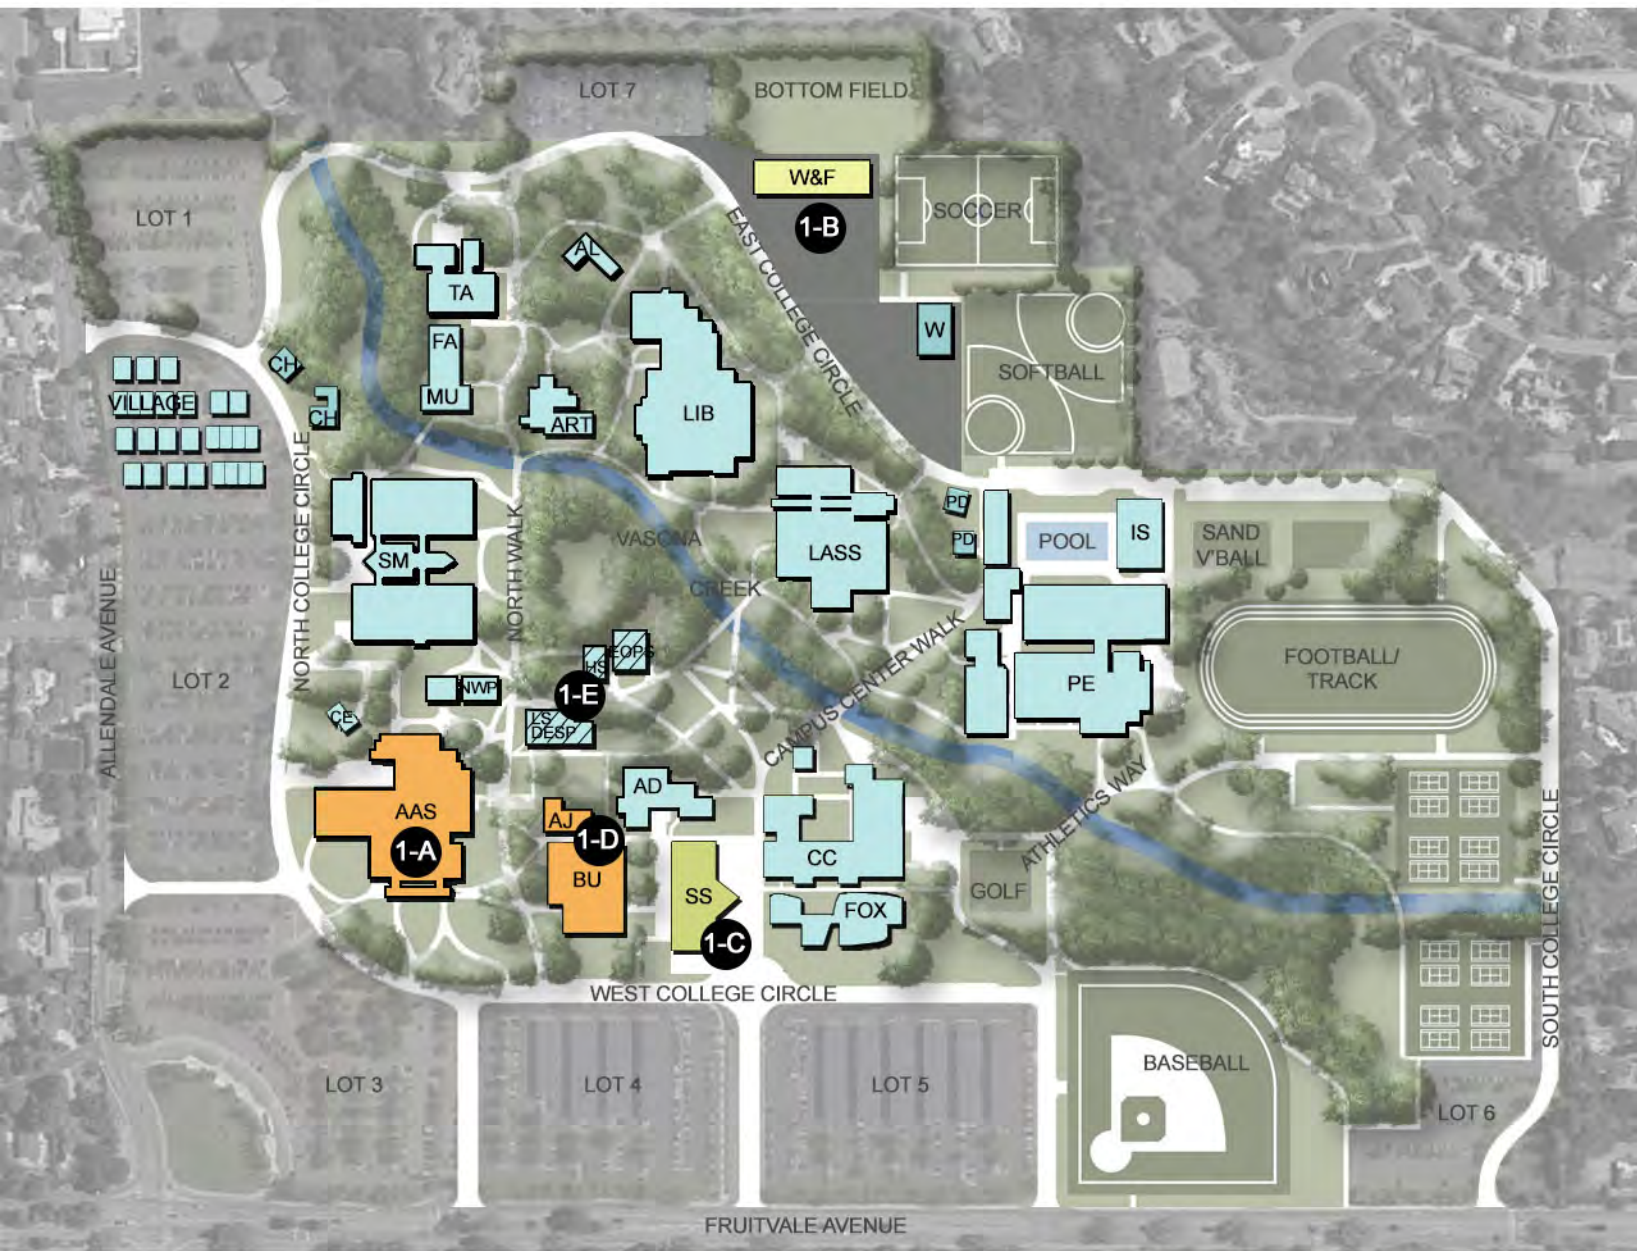 LOT 7
BOTTOM FIELD
W&F
1-B
SOCCER
LOT 1
EAST COLLEGE CIRCLE
AL
TA
W
FA
CH
SOFTBALL
MU
VILLAGE
CH
LIB
ART
NORTH COLLEGE CIRCLE
PD
NORTH WALK
VASONA
CREEK
PD
POOL
IS
SAND
V'BALL
LASS
SM
ALLENDALE AVENUE
CAMPUS CENTER WALK
EOPS
HS
FOOTBALL/
TRACK
LOT 2
PE
NWP
1-E
CE
LS
DESP
AD
ATHLETICS WAY
AAS
1-A
AJ
1-D
CC
BU
SS
GOLF
FOX
1-C
SOUTH COLLEGE CIRCLE
WEST COLLEGE CIRCLE
BASEBALL
LOT 3
LOT 4
LOT 5
LOT 6
FRUITVALE AVENUE